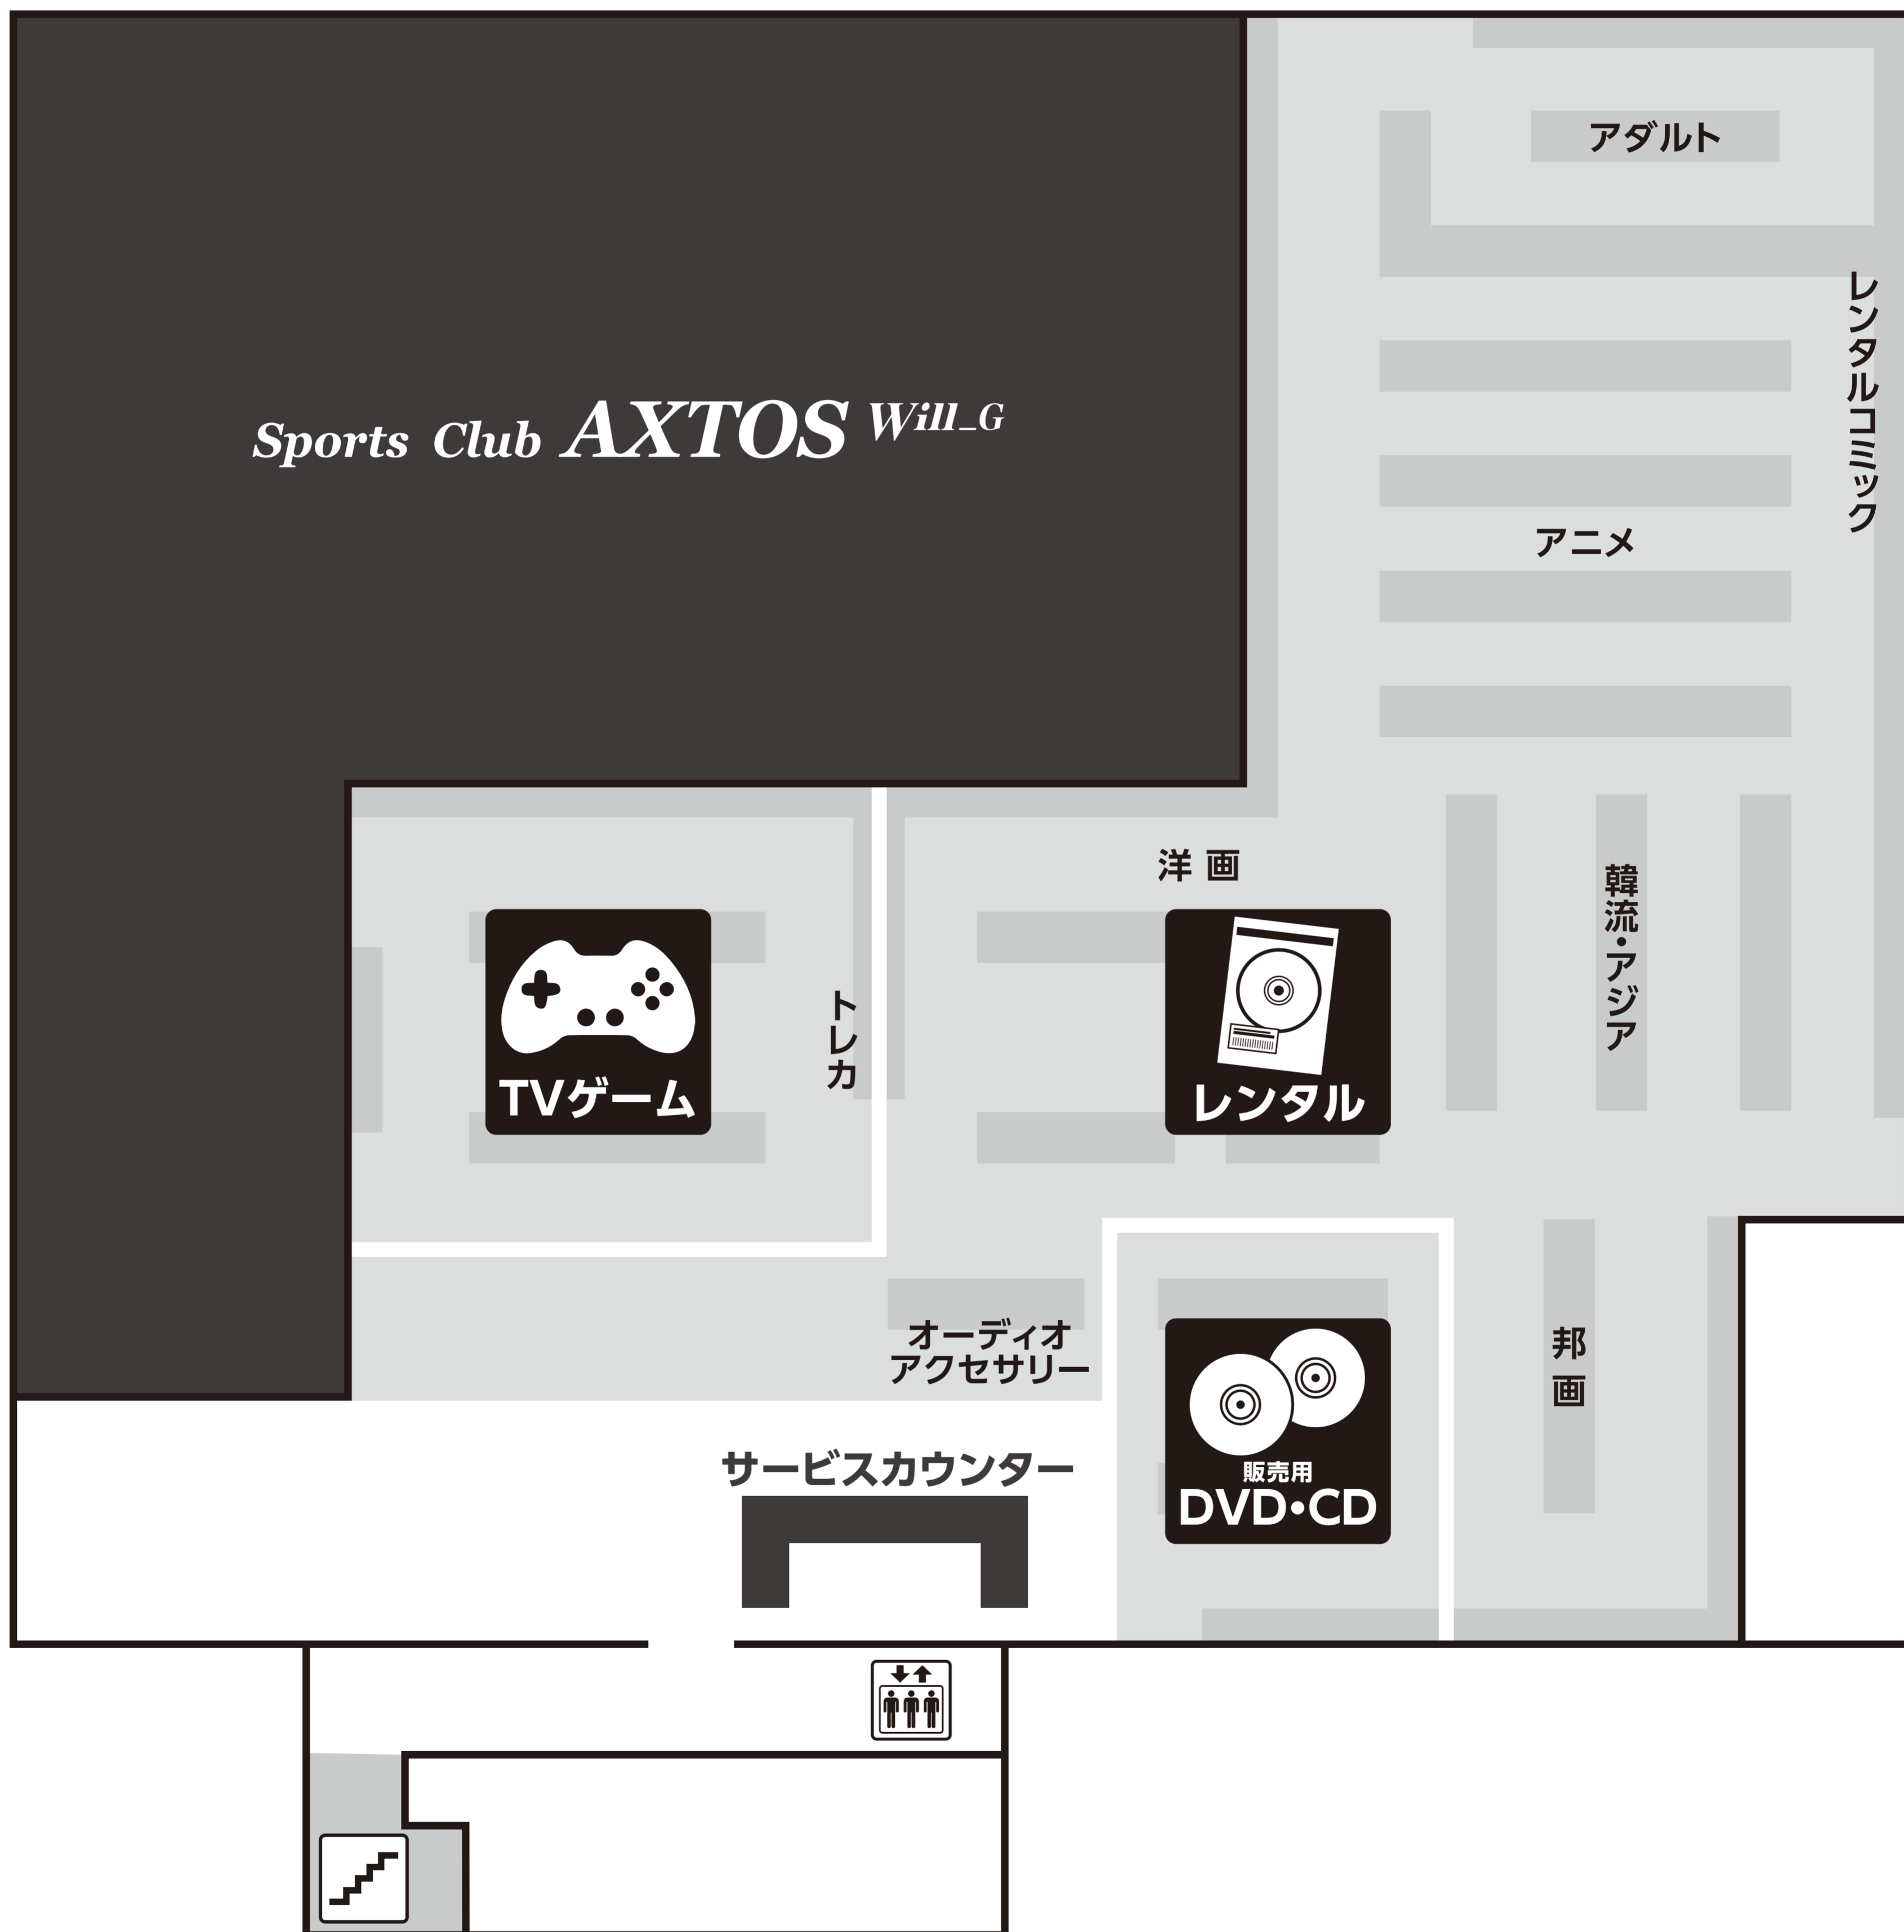 アダルト
レンタルコミック
Sports Club AXTOS Will_G
アニメ
洋画
韓流・アジア
トレカ
TVゲーム
レンタル
オーディオ
アクセサリー
邦画
サービスカウンター
販売用
DVD・CD